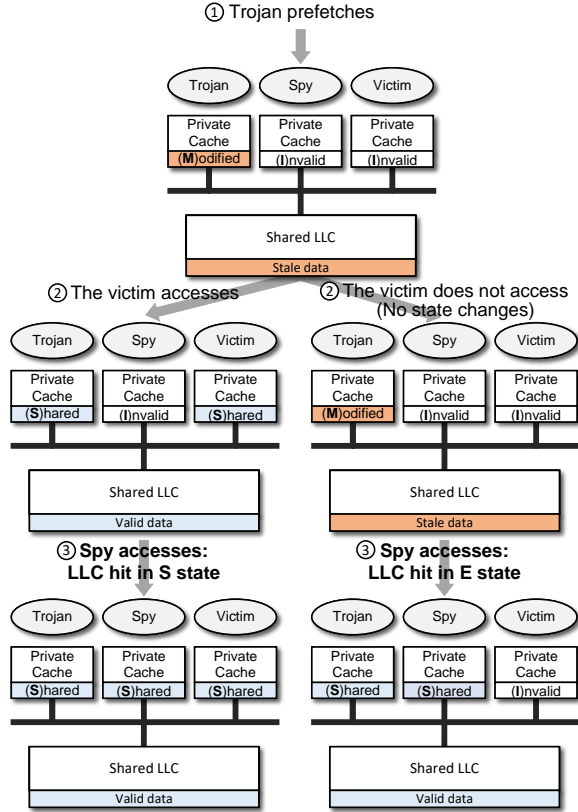 ① Trojan prefetches
Trojan Spy Victim
Private Cache Private Cache Private Cache
(M)odified (I)nvalid (I)nvalid
Shared LLC
Stale data
② The victim accesses
② The victim does not access
(No state changes)
Trojan Spy Victim
Private Cache Private Cache Private Cache
(S)hared (I)nvalid (S)hared
Shared LLC
Valid data
Trojan Spy Victim
Private Cache Private Cache Private Cache
(M)odified (I)nvalid (I)nvalid
Shared LLC
Stale data
③ Spy accesses:
LLC hit in S state
③ Spy accesses:
LLC hit in E state
Trojan Spy Victim
Private Cache Private Cache Private Cache
(S)hared (S)hared (S)hared
Shared LLC
Valid data
Trojan Spy Victim
Private Cache Private Cache Private Cache
(S)hared (S)hared (I)nvalid
Shared LLC
Valid data